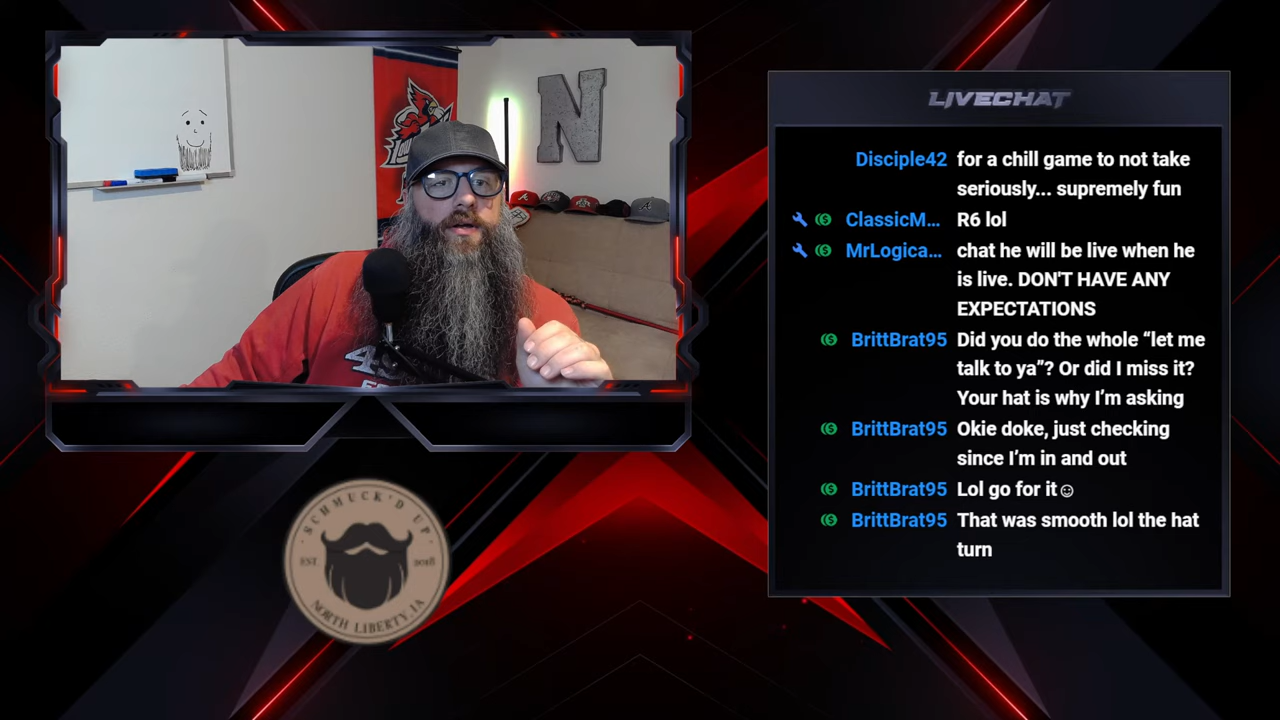 N
LIVECHAT
Disciple42 for a chill game to not take
seriously... supremely fun
ClassicM... R6 lol
MrLogica... chat he will be live when he
is live. DON'T HAVE ANY
EXPECTATIONS
BrittBrat95 Did you do the whole “let me
talk to ya”? Or did I miss it?
Your hat is why I’m asking
BrittBrat95 Okie doke, just checking
since I’m in and out
BrittBrat95 Lol go for it☺
BrittBrat95 That was smooth lol the hat
turn
SCHMUCK'D UP
EST. 2018
NORTH LIBERTY, IA